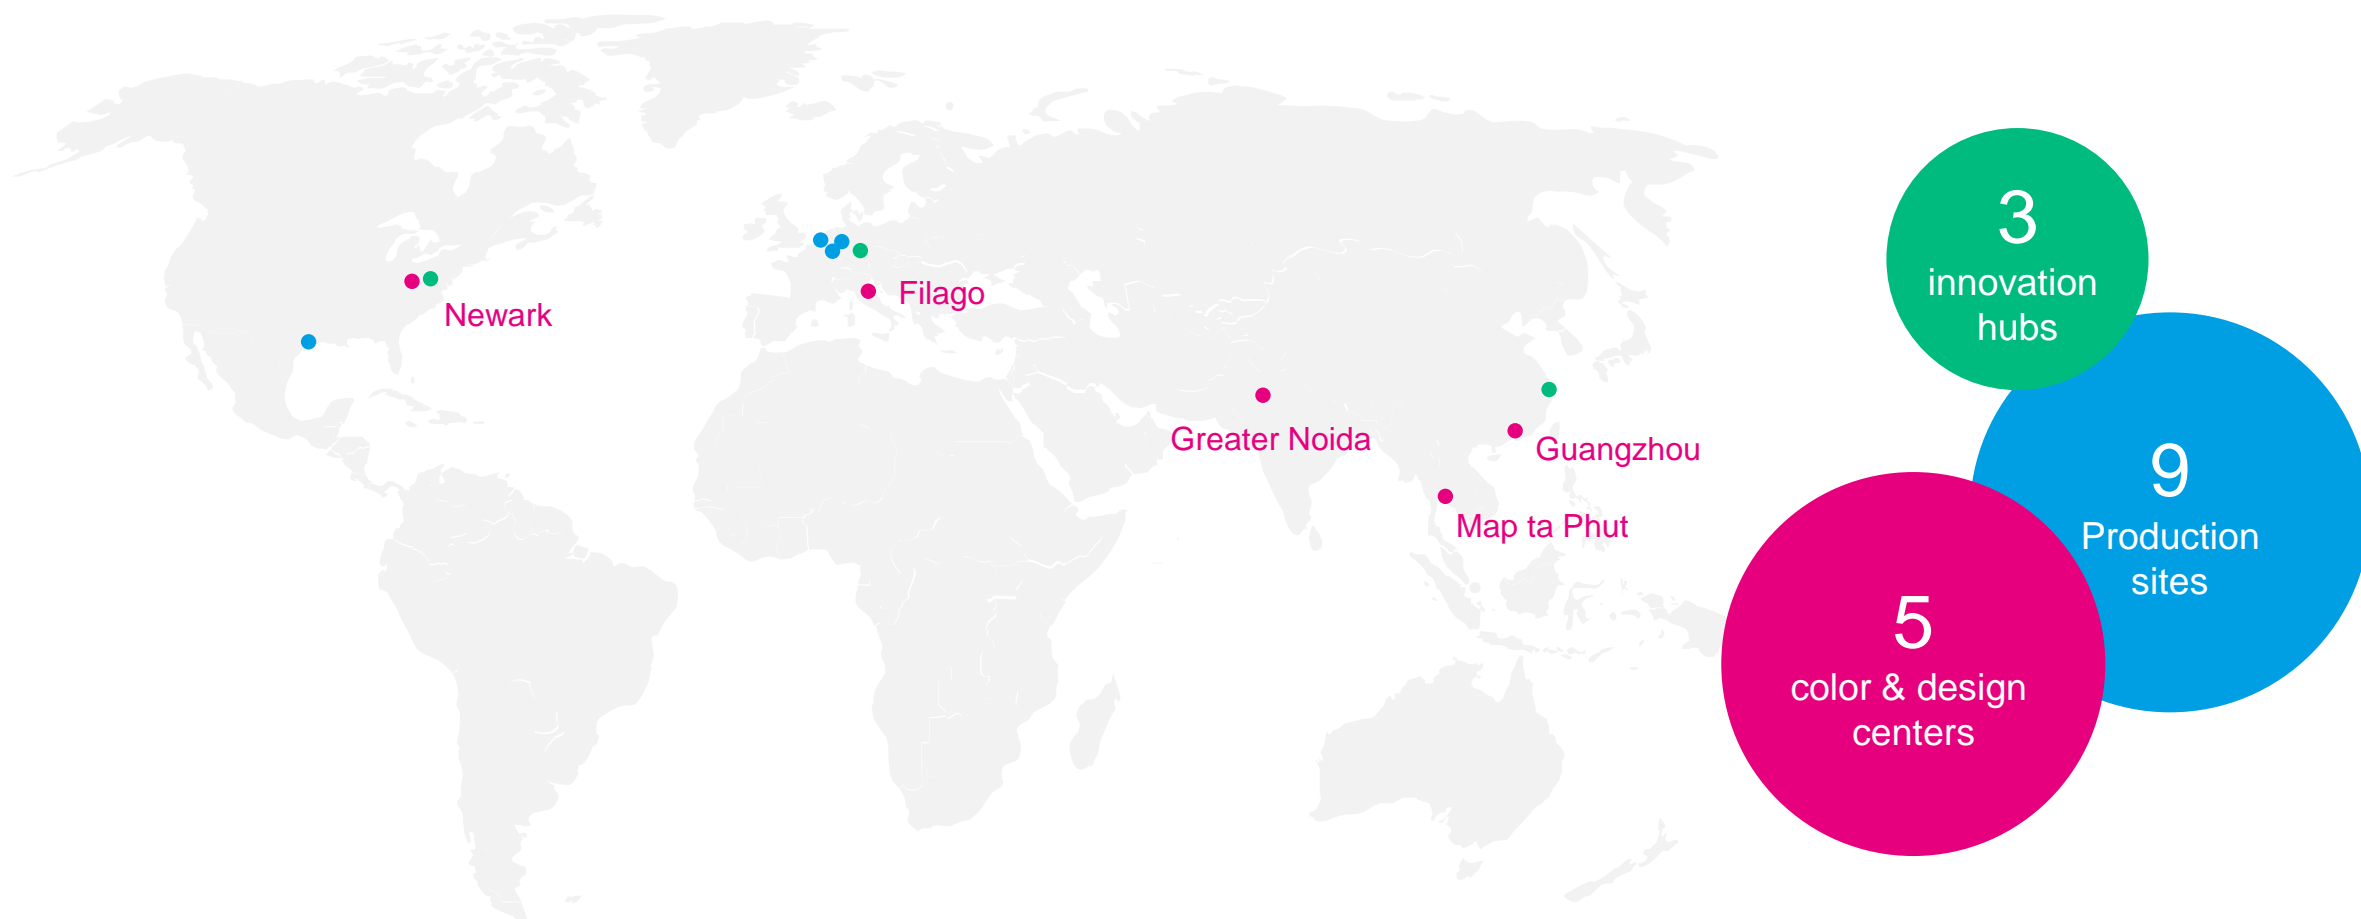 Newark
Filago
Greater Noida
Guangzhou
Map ta Phut
3
innovation
hubs
9
Production
sites
5
color & design
centers